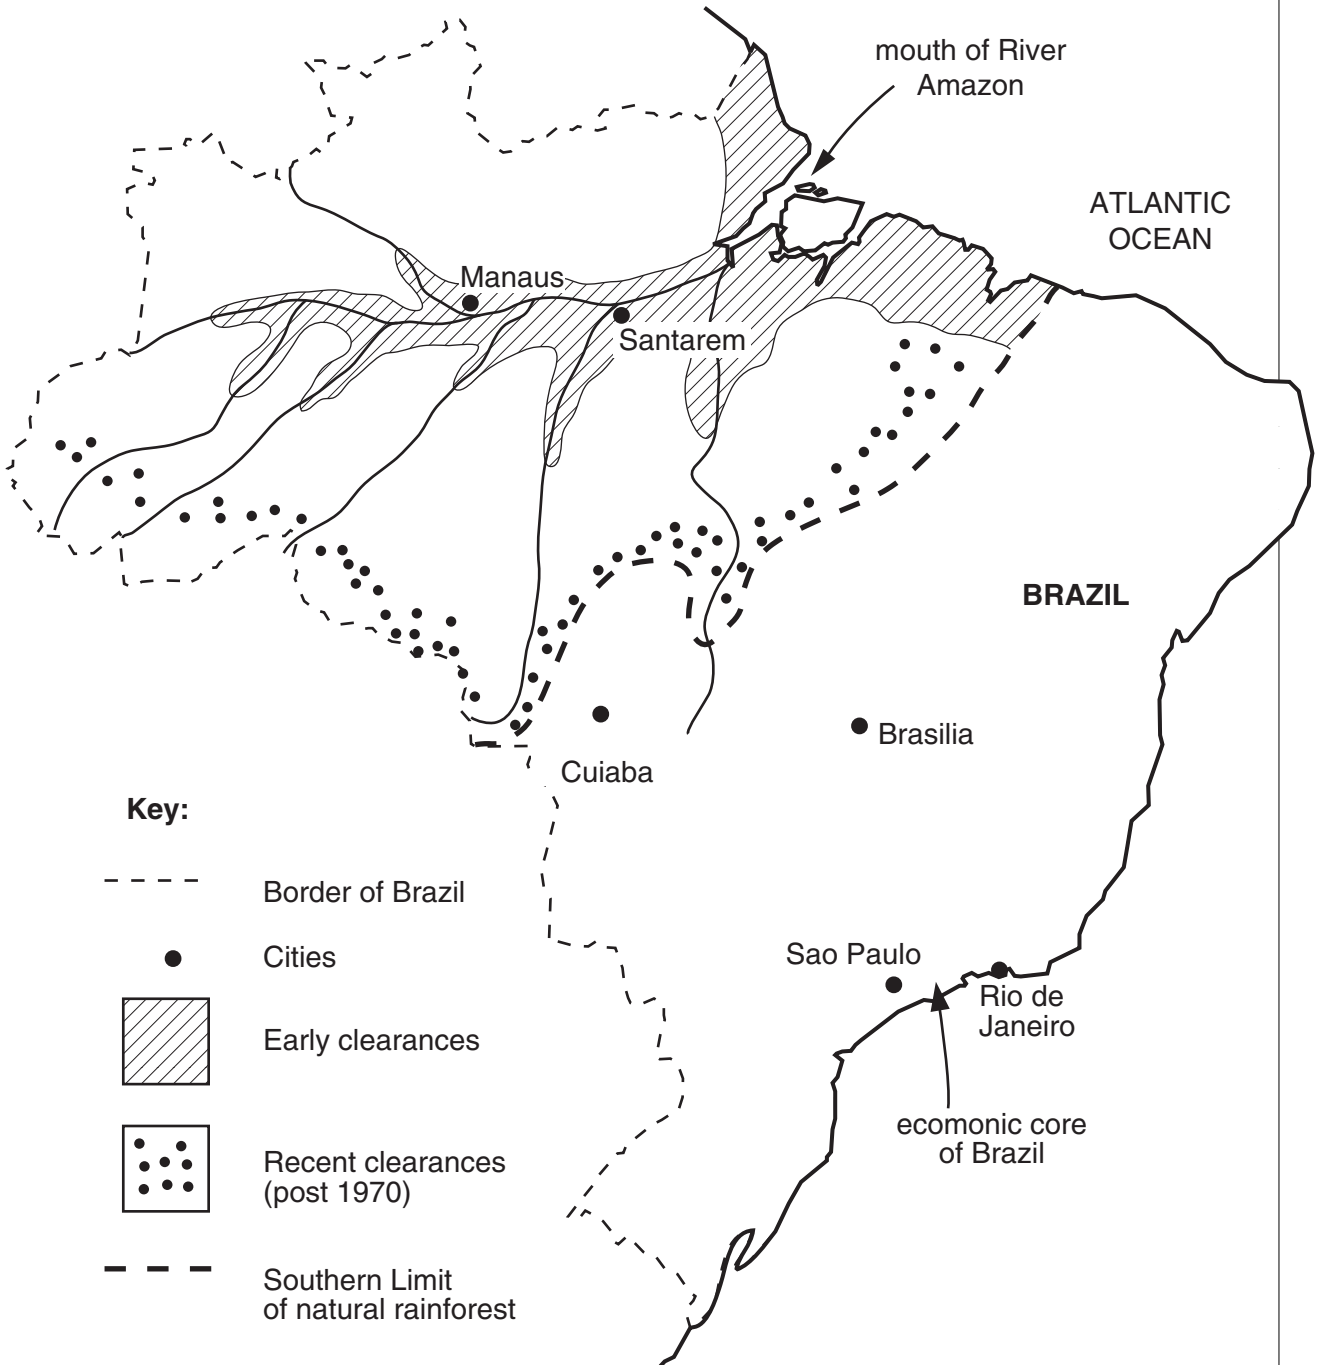 mouth of River
Amazon
ATLANTIC
OCEAN
Manaus
Santarem
BRAZIL
Brasilia
Cuiaba
Key:
Border of Brazil
Cities
Early clearances
Recent clearances
(post 1970)
Southern Limit
of natural rainforest
Sao Paulo
Rio de
Janeiro
ecomonic core
of Brazil